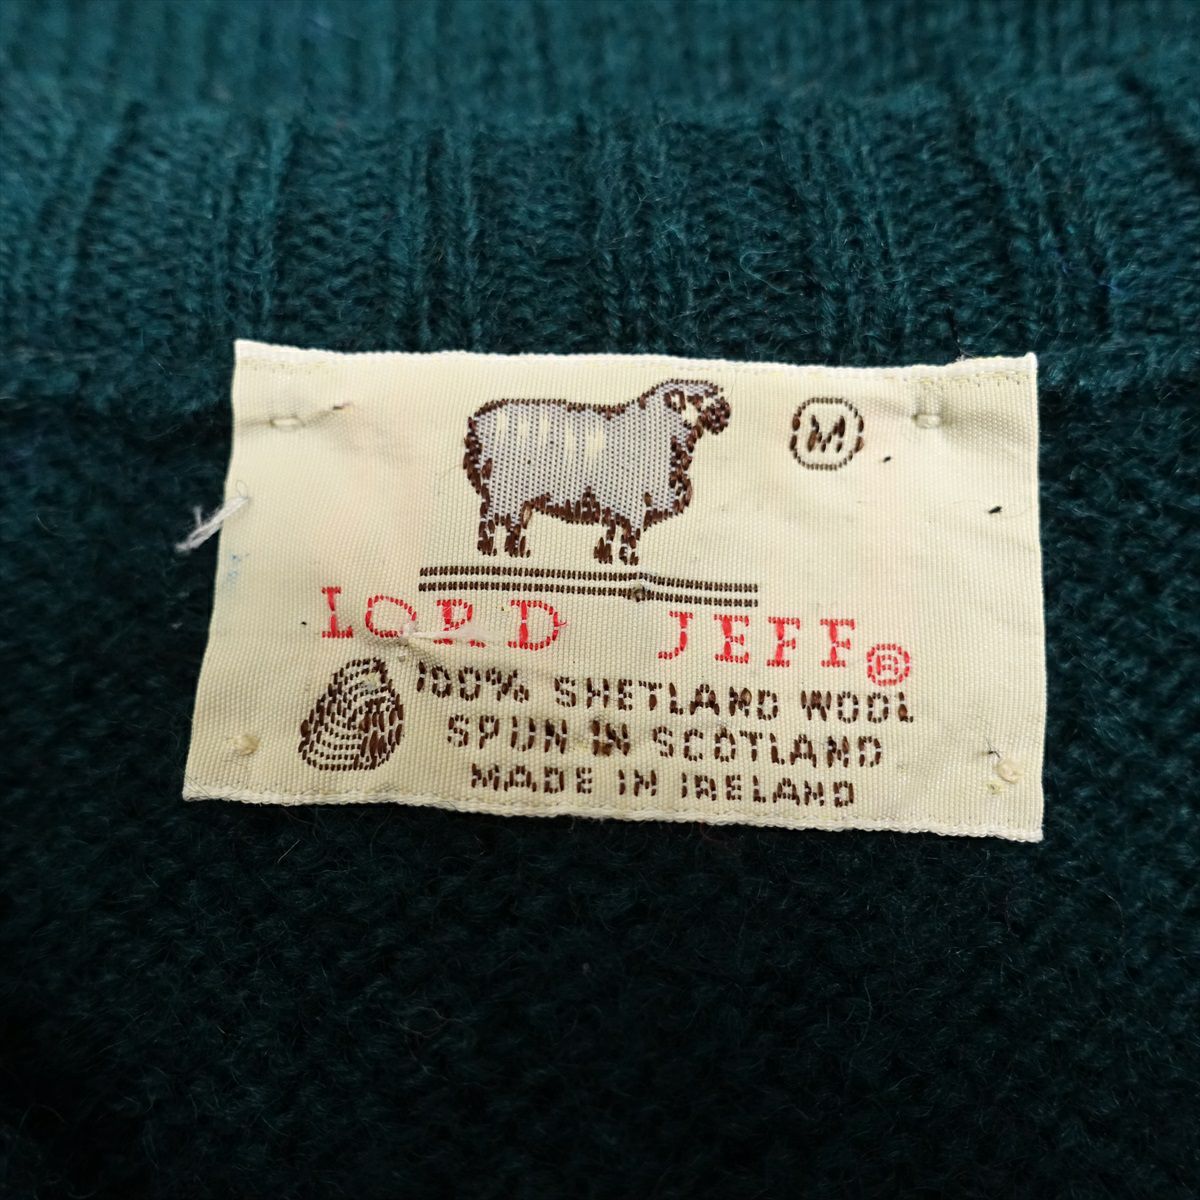 M
LORD JEFF®
100% SHETLAND WOOL
SPUN IN SCOTLAND
MADE IN IRELAND